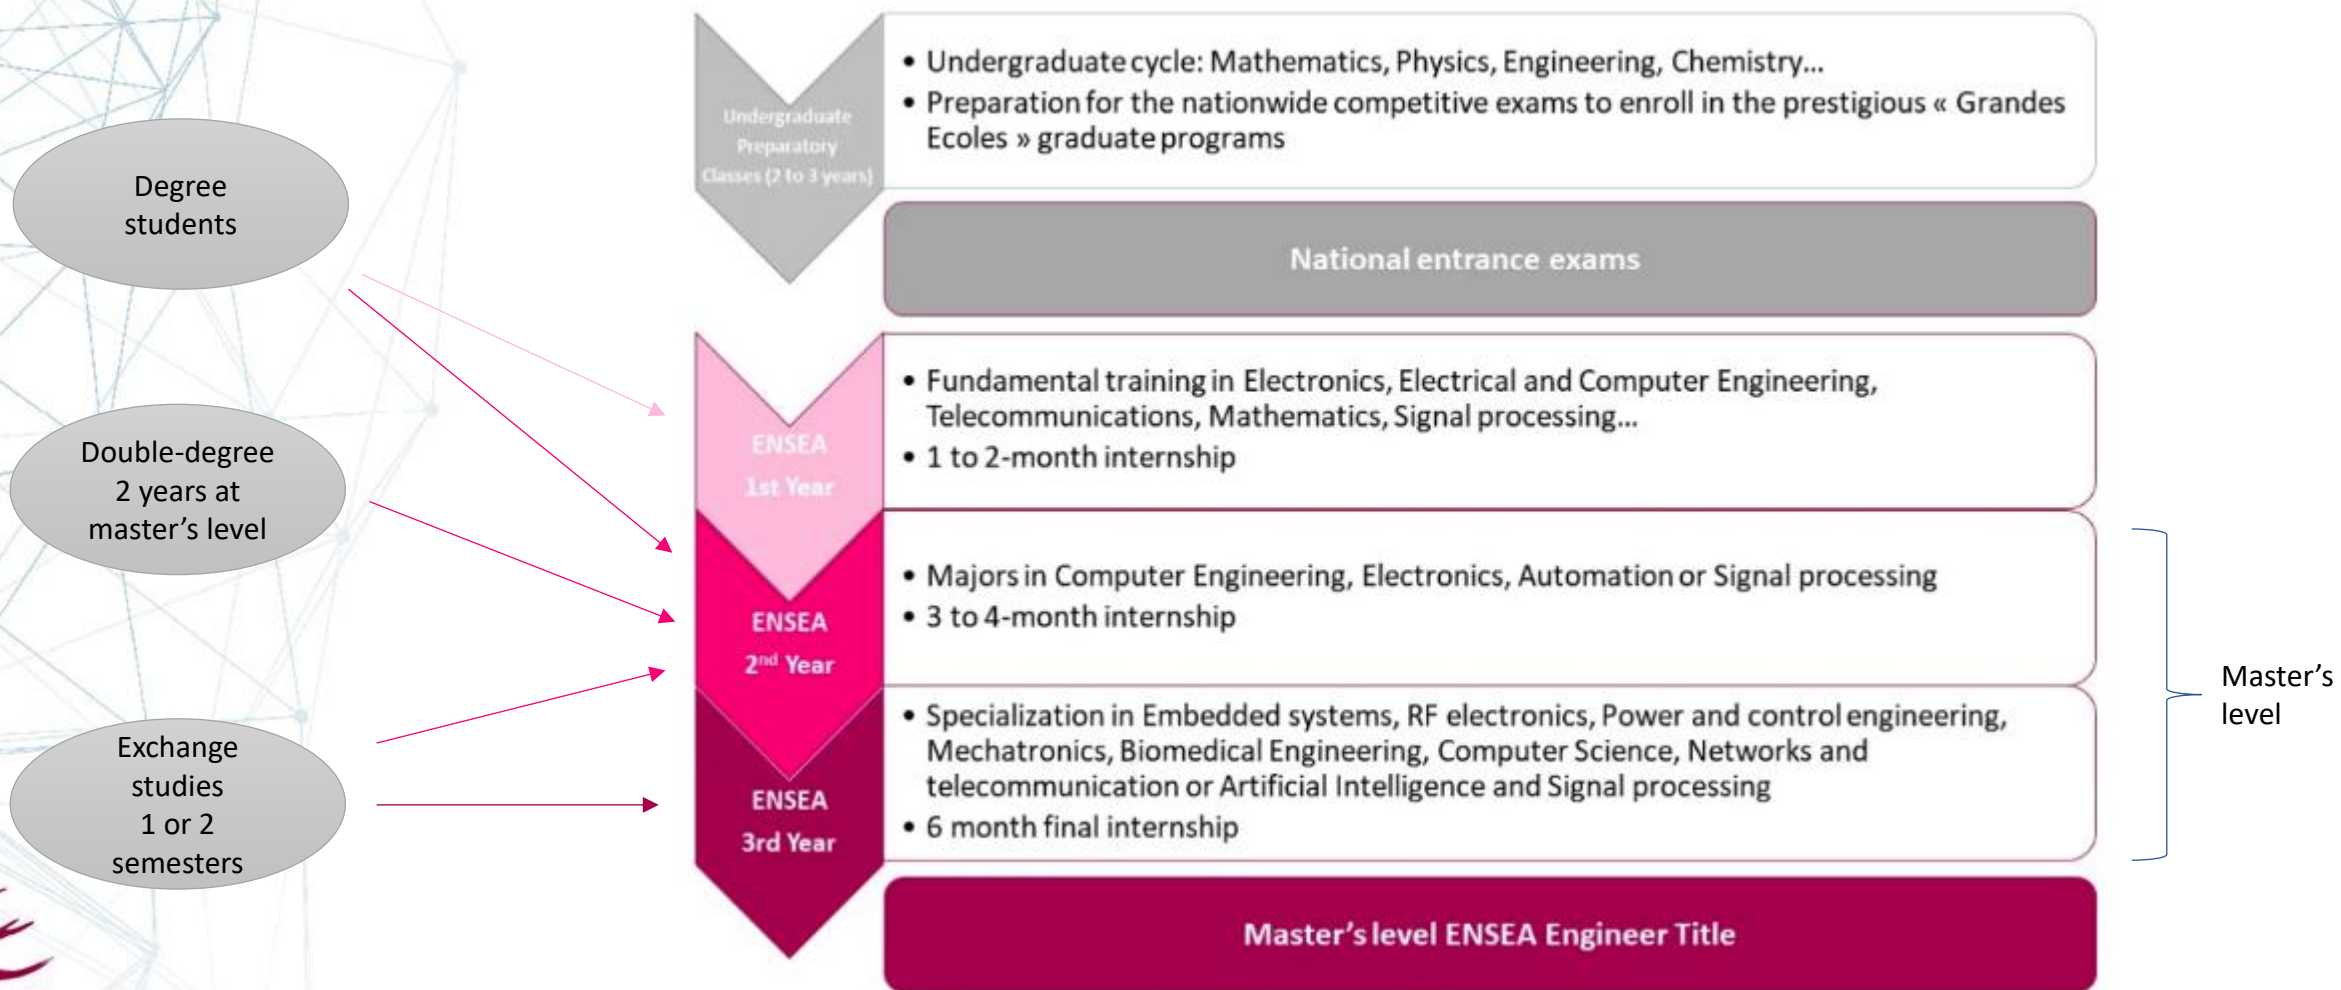 Degree
students
Double-degree
2 years at
master's level
Exchange
studies
1 or 2
semesters
Undergraduate
Preparatory
Classes (2 to 3 years)
• Undergraduate cycle: Mathematics, Physics, Engineering, Chemistry...
• Preparation for the nationwide competitive exams to enroll in the prestigious « Grandes
Ecoles » graduate programs
National entrance exams
ENSEA
1st Year
• Fundamental training in Electronics, Electrical and Computer Engineering,
Telecommunications, Mathematics, Signal processing...
• 1 to 2-month internship
ENSEA
2nd Year
• Majors in Computer Engineering, Electronics, Automation or Signal processing
• 3 to 4-month internship
ENSEA
3rd Year
• Specialization in Embedded systems, RF electronics, Power and control engineering,
Mechatronics, Biomedical Engineering, Computer Science, Networks and
telecommunication or Artificial Intelligence and Signal processing
• 6 month final internship
Master's level ENSEA Engineer Title
Master's
level